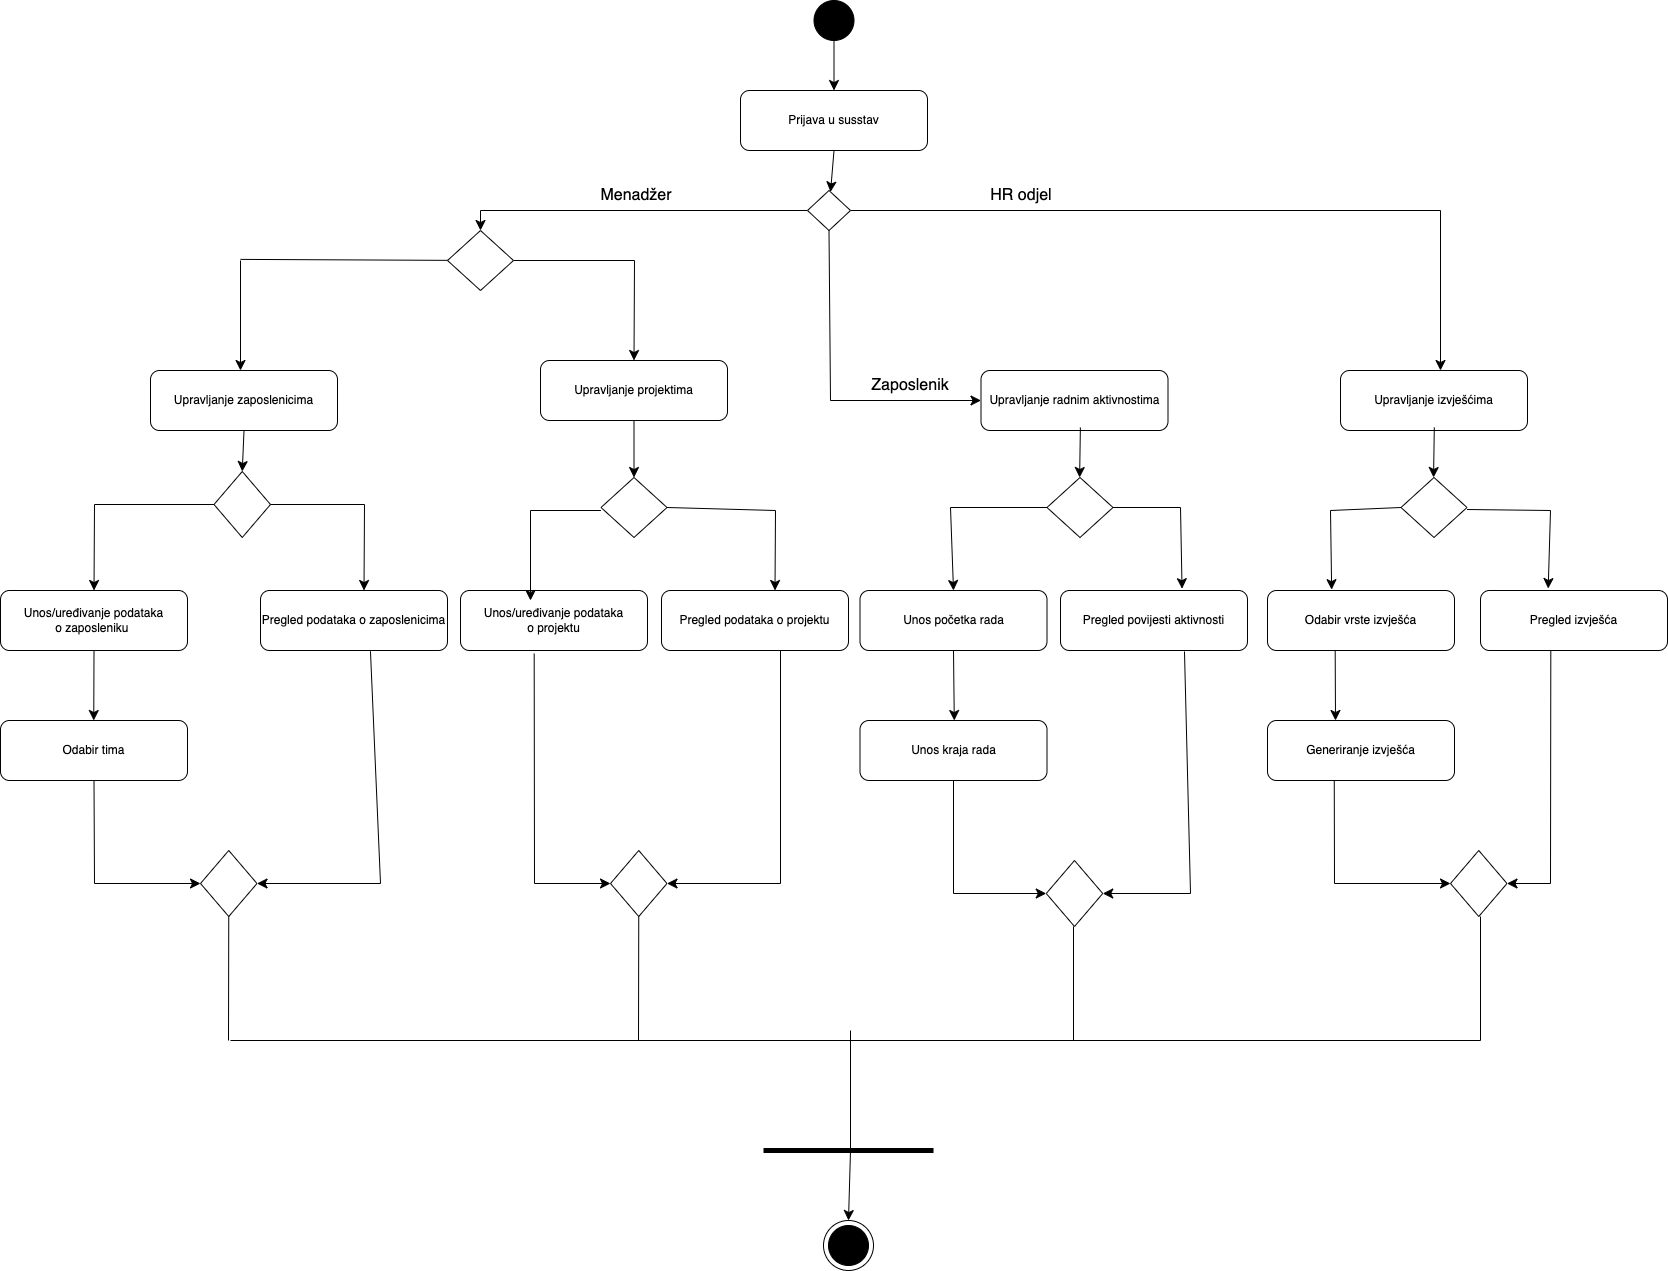 Prijava u susstav
Menadžer
HR odjel
Zaposlenik
Upravljanje zaposlenicima
Upravljanje projektima
Upravljanje radnim aktivnostima
Upravljanje izvješćima
Unos/uređivanje podataka
o zaposleniku
Pregled podataka o zaposlenicima
Unos/uređivanje podataka
o projektu
Pregled podataka o projektu
Unos početka rada
Pregled povijesti aktivnosti
Odabir vrste izvješća
Pregled izvješća
Odabir tima
Unos kraja rada
Generiranje izvješća